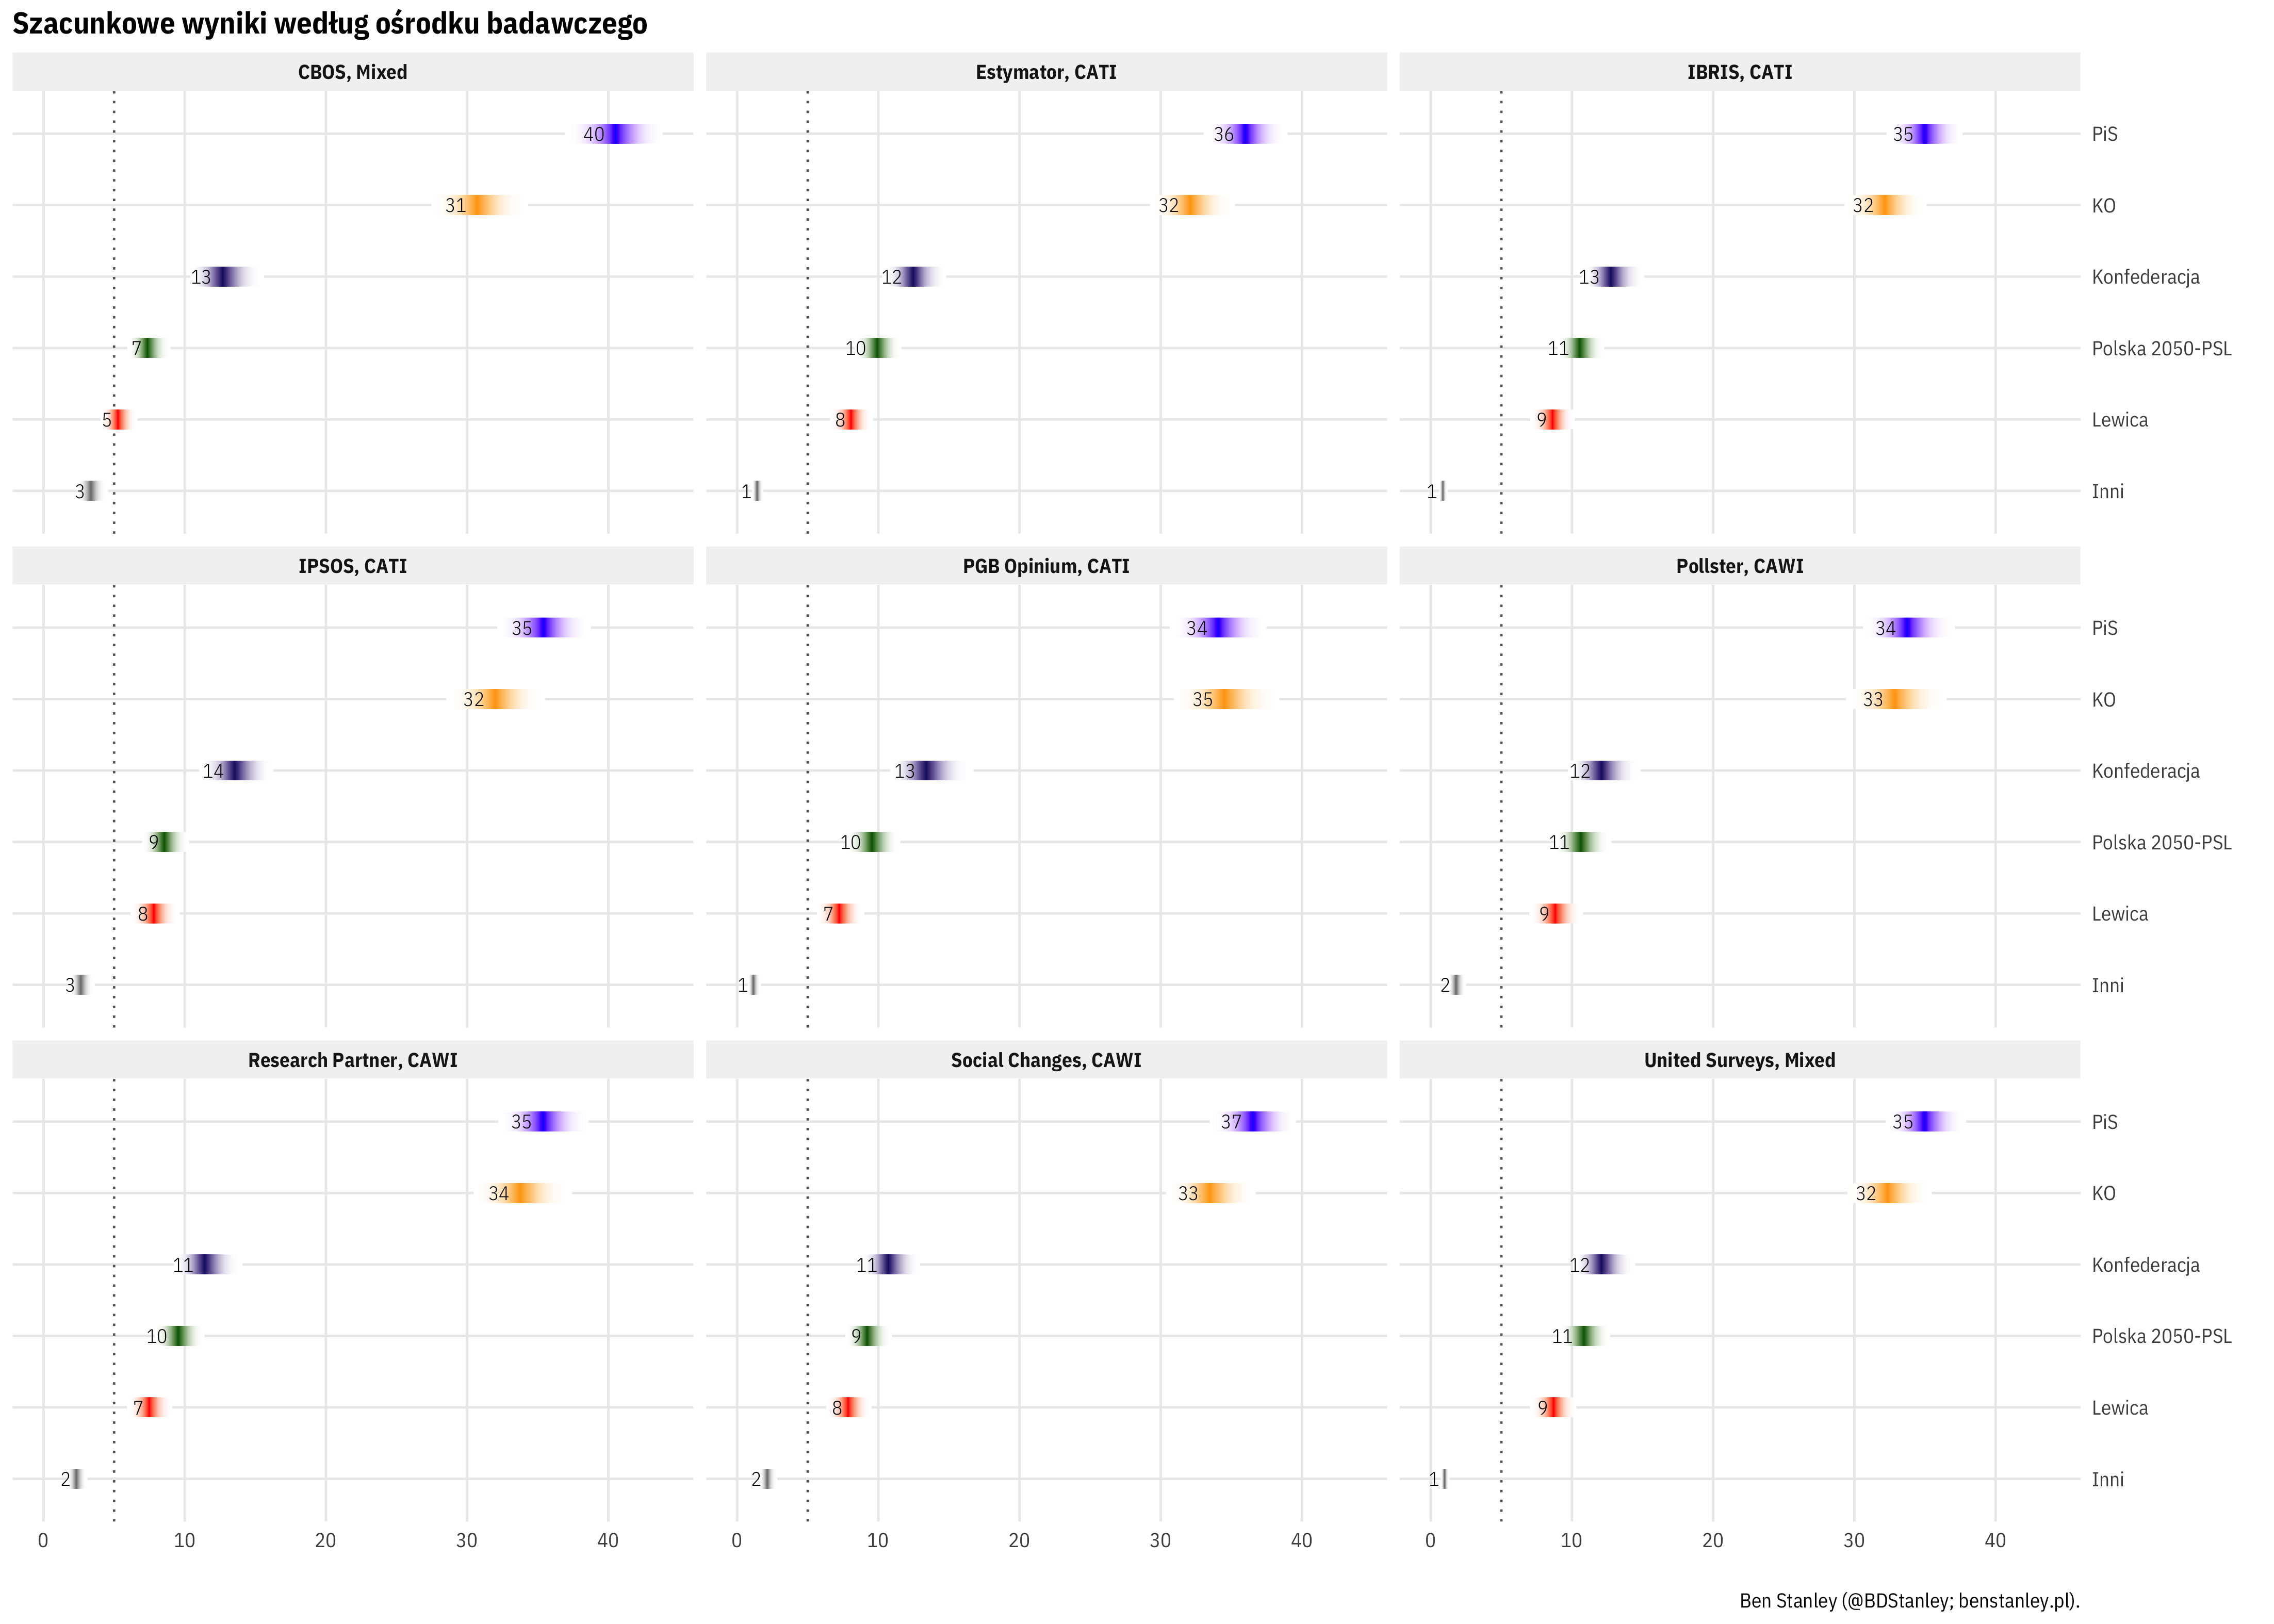 Szacunkowe wyniki według ośrodku badawczego
CBOS, Mixed
Estymator, CATI
IBRIS, CATI
40
36
35
PiS
31
32
32
KO
13
12
13
Konfederacja
7
10
11
Polska 2050-PSL
5
8
9
Lewica
3
1
1
Inni
IPSOS, CATI
PGB Opinium, CATI
Pollster, CAWI
35
34
34
PiS
32
35
33
KO
14
13
12
Konfederacja
9
10
11
Polska 2050-PSL
8
7
9
Lewica
3
1
2
Inni
Research Partner, CAWI
Social Changes, CAWI
United Surveys, Mixed
35
37
35
PiS
34
33
32
KO
11
11
12
Konfederacja
10
9
11
Polska 2050-PSL
7
8
9
Lewica
2
2
1
Inni
0 10 20 30 40
0 10 20 30 40
0 10 20 30 40
Ben Stanley (@BDStanley; benstanley.pl).